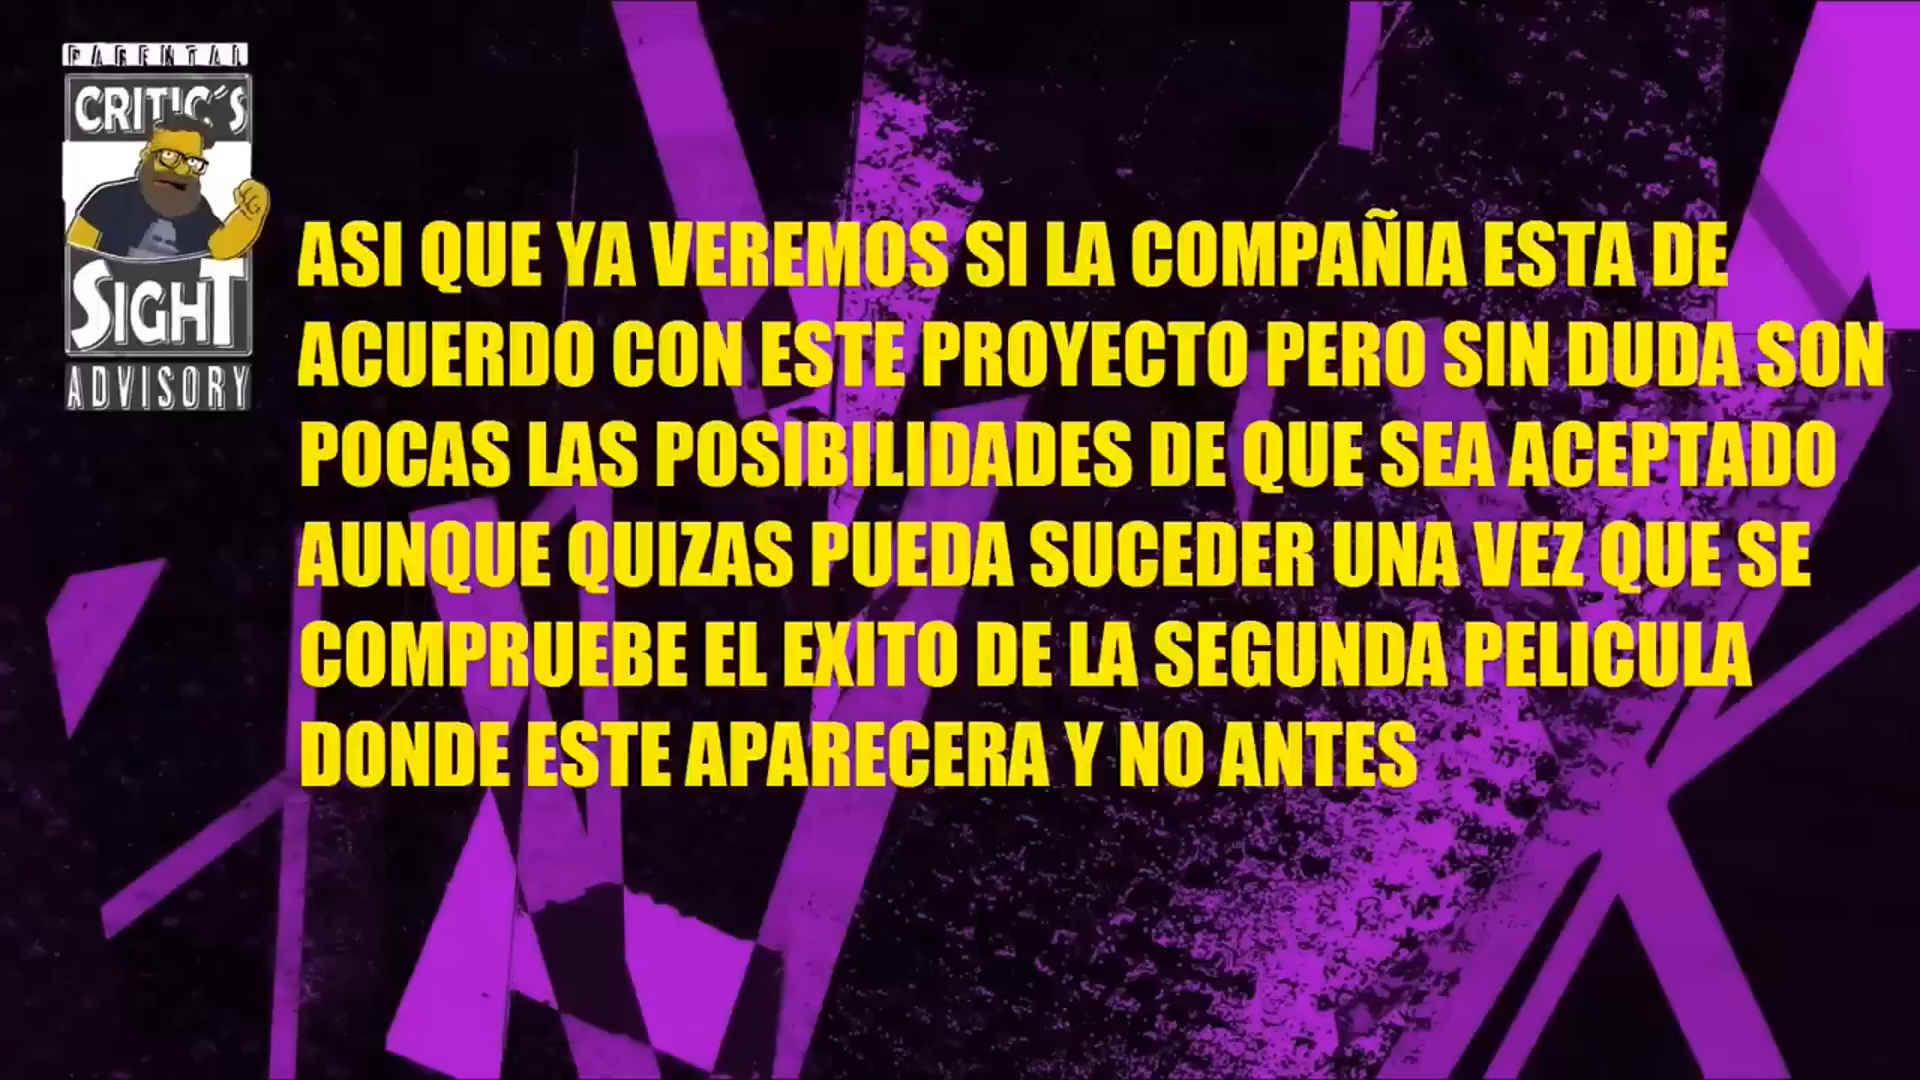 PARENTAL
CRITIC´S
SIGHT
ADVISORY
ASI QUE YA VEREMOS SI LA COMPAÑIA ESTA DE
ACUERDO CON ESTE PROYECTO PERO SIN DUDA SON
POCAS LAS POSIBILIDADES DE QUE SEA ACEPTADO
AUNQUE QUIZAS PUEDA SUCEDER UNA VEZ QUE SE
COMPRUEBE EL EXITO DE LA SEGUNDA PELICULA
DONDE ESTE APARECERA Y NO ANTES